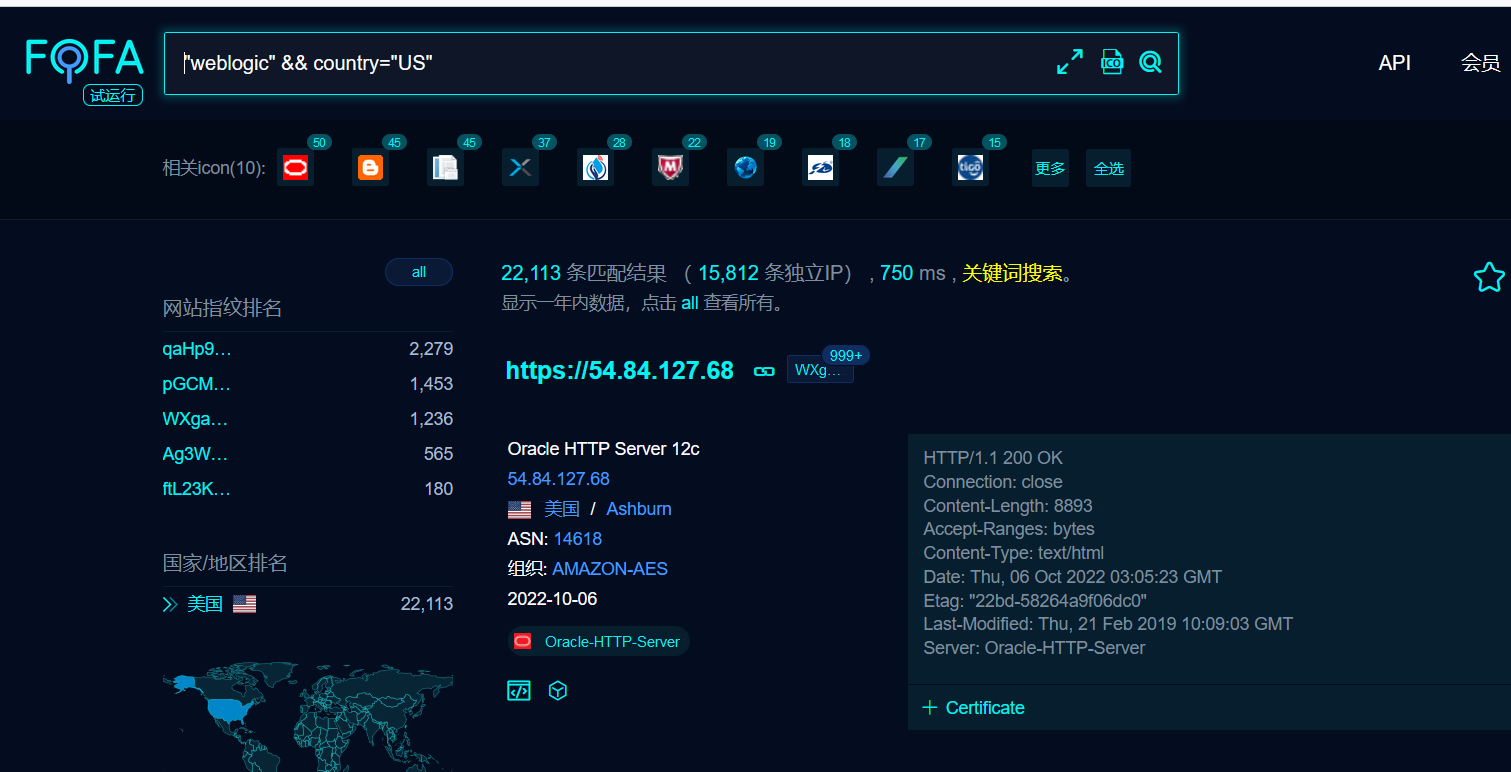 FOFA
试运行
"weblogic" && country="US"
ICO
API
会员
相关icon(10):
50
45
45
37
28
22
19
18
17
15
tigo
更多
全选
all
网站指纹排名
qaHp9... 2,279
pGCM... 1,453
WXga... 1,236
Ag3W... 565
ftL23K... 180
国家/地区排名
美国 22,113
22,113 条匹配结果 （ 15,812 条独立IP） , 750 ms , 关键词搜索。
显示一年内数据，点击 all 查看所有。
https://54.84.127.68
WXg...
999+
Oracle HTTP Server 12c
54.84.127.68
美国 / Ashburn
ASN: 14618
组织: AMAZON-AES
2022-10-06
Oracle-HTTP-Server
HTTP/1.1 200 OK
Connection: close
Content-Length: 8893
Accept-Ranges: bytes
Content-Type: text/html
Date: Thu, 06 Oct 2022 03:05:23 GMT
Etag: "22bd-58264a9f06dc0"
Last-Modified: Thu, 21 Feb 2019 10:09:03 GMT
Server: Oracle-HTTP-Server
+ Certificate